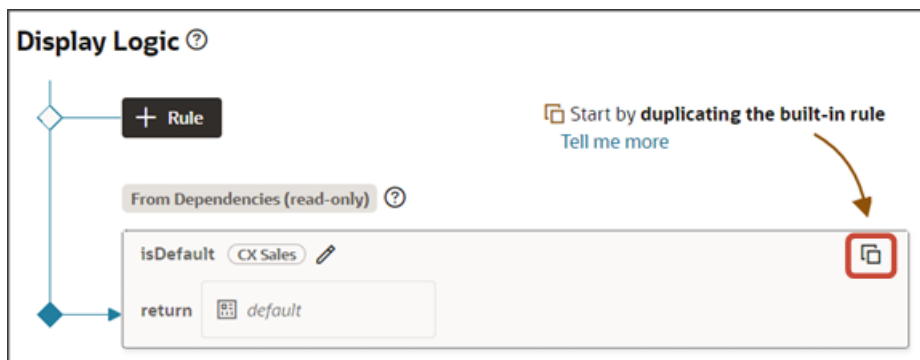 Display Logic
+ Rule
Start by duplicating the built-in rule
Tell me more
From Dependencies (read-only)
isDefault CX Sales
return default